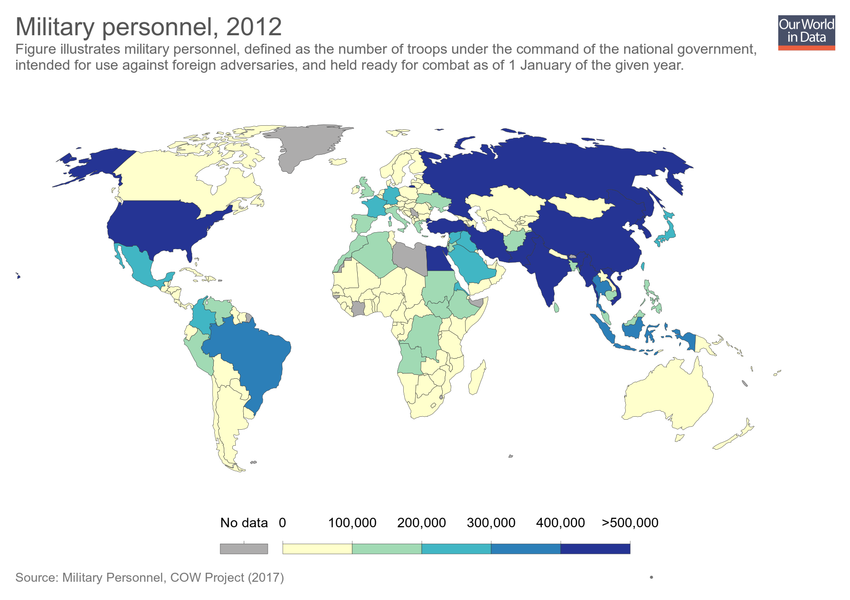 Military personnel, 2012
Our World
in Data
Figure illustrates military personnel, defined as the number of troops under the command of the national government,
intended for use against foreign adversaries, and held ready for combat as of 1 January of the given year.
No data 0 100,000 200,000 300,000 400,000 >500,000
Source: Military Personnel, COW Project (2017)